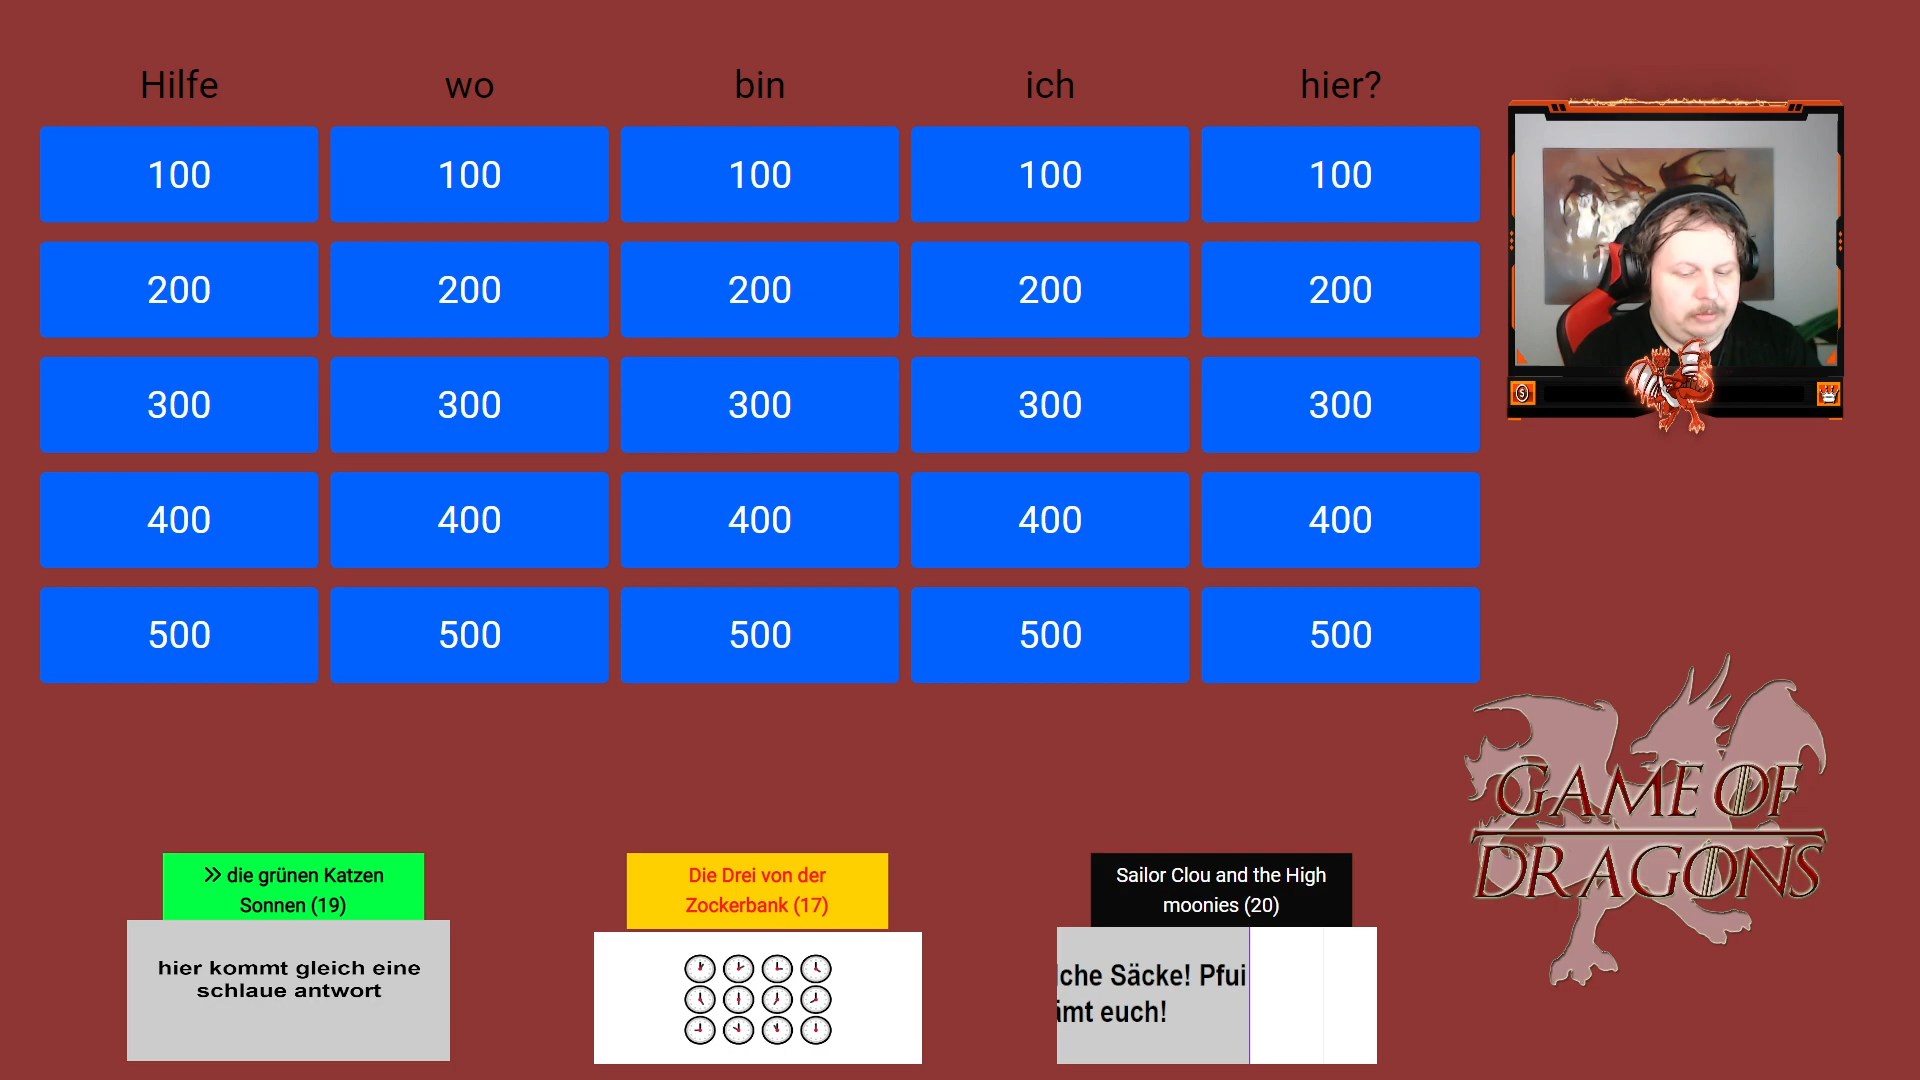 Hilfe wo bin ich hier?
100 100 100 100 100
200 200 200 200 200
300 300 300 300 300
400 400 400 400 400
500 500 500 500 500
GAME OF
DRAGONS
» die grünen Katzen
Sonnen (19)
hier kommt gleich eine
schlaue antwort
Die Drei von der
Zockerbank (17)
Sailor Clou and the High
moonies (20)
Säcke! Pfui
euch!